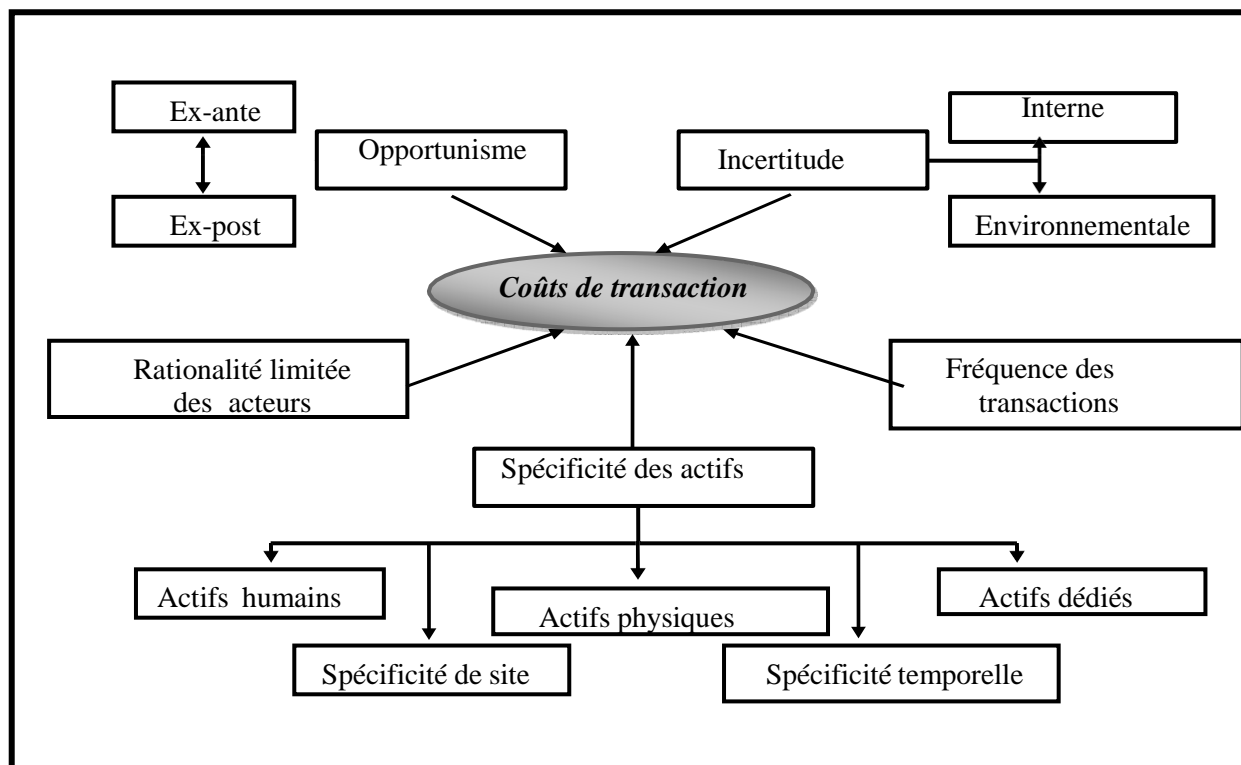 Ex-ante
Interne
Opportunisme
Incertitude
Ex-post
Environnementale
Coûts de transaction
Rationalité limitée
des acteurs
Fréquence des
transactions
Spécificité des actifs
Actifs humains
Actifs physiques
Actifs dédiés
Spécificité de site
Spécificité temporelle